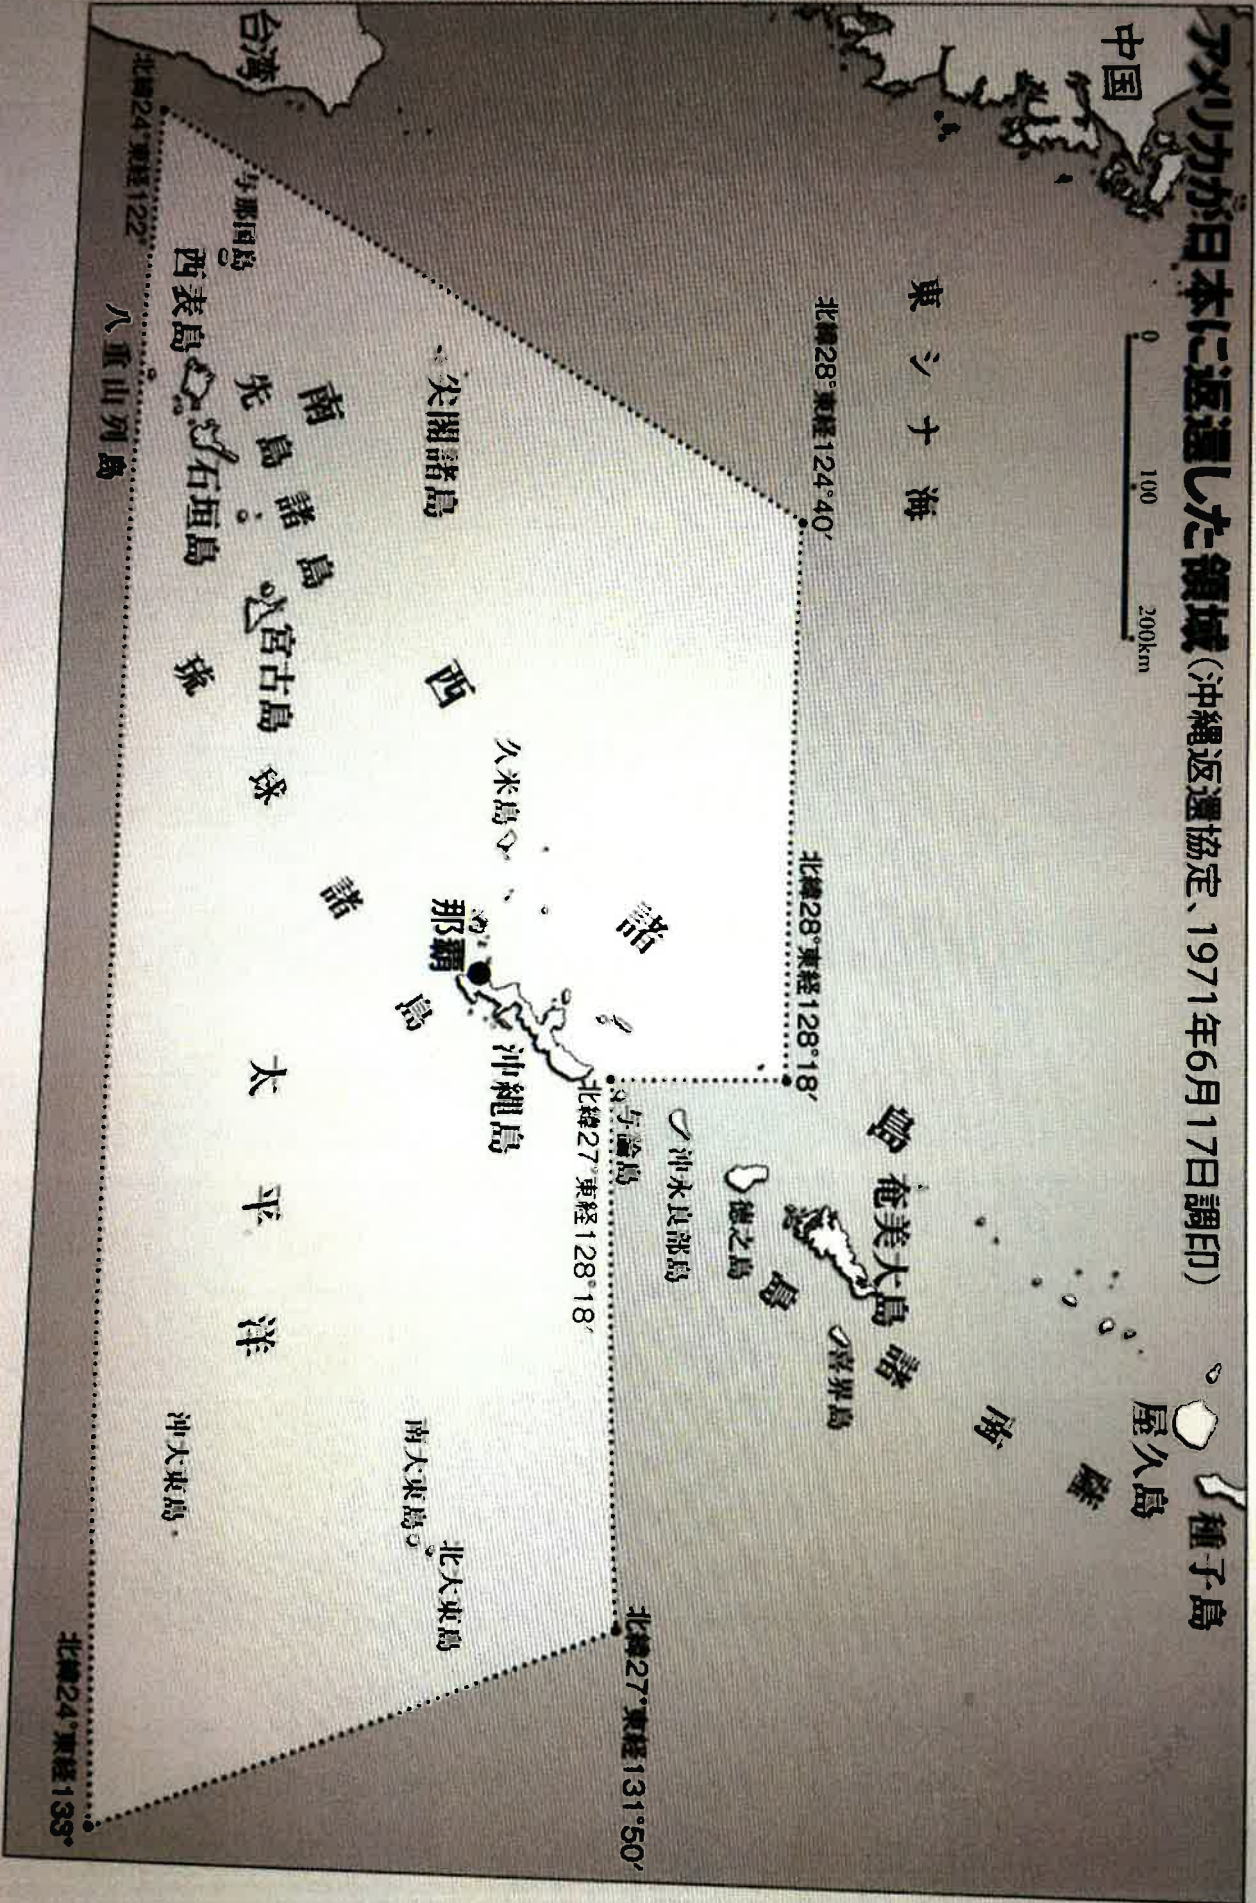 アメリカが日本に返還した領域(沖縄返還協定、1971年6月17日調印)
中国
0 100 200km
東シナ海
種子島
屋久島
薩
南
諸
島
奄美大島
諸
島
喜界島
徳之島
沖永良部島
与論島
北緯28°東経124°40′
北緯28°東経128°18′
北緯27°東経128°18′
北緯27°東経131°50′
尖閣諸島
南
西
諸
島
久米島
那覇
沖縄島
台湾
与那国島
西表島
石垣島
先島諸島
宮古島
琉
球
諸
島
八重山列島
太平洋
南大東島
北大東島
沖大東島
北緯24°東経122°
北緯24°東経133°